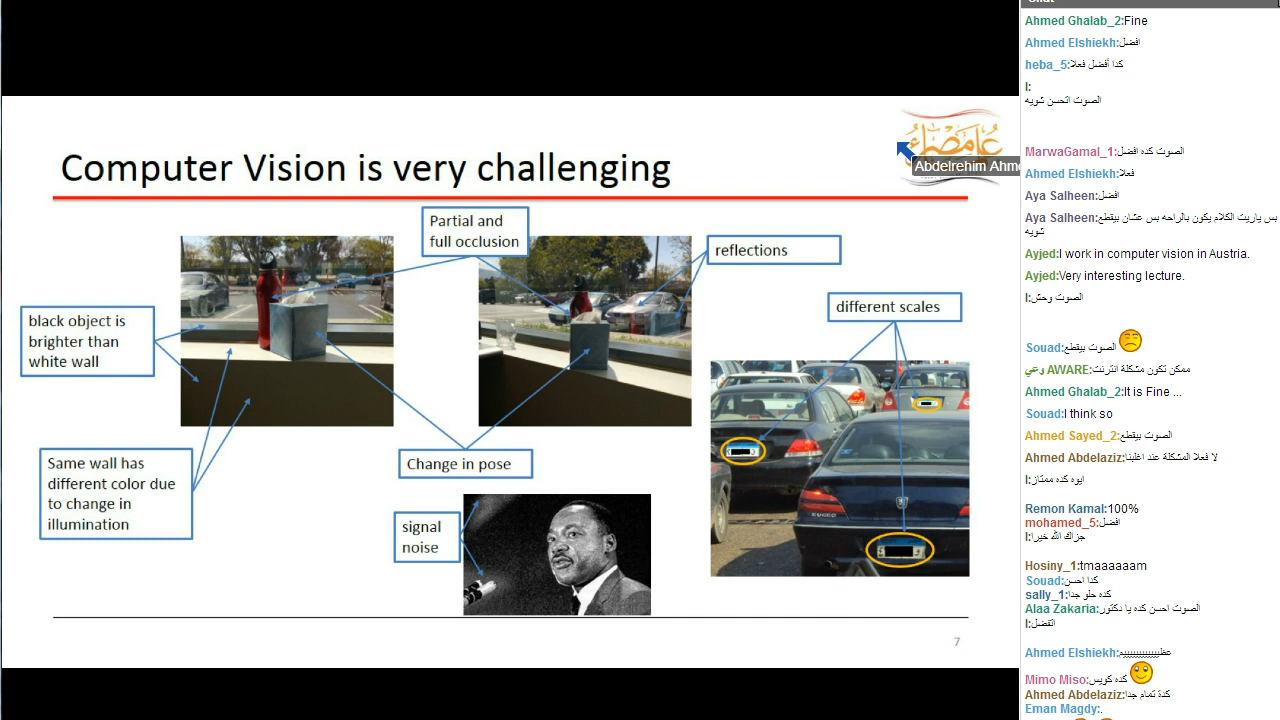 Computer Vision is very challenging
علماء مصر
Abdelrehim Ahme
Partial and
full occlusion
reflections
different scales
black object is
brighter than
white wall
Same wall has
different color due
to change in
illumination
Change in pose
signal
noise
7
Ahmed Ghalab_2:Fine
Ahmed Elshiekh:افضل
heba_5:كدا أفضل فعلا
I:
الصوت اتحسن شويه
MarwaGamal_1:الصوت كده افضل
Ahmed Elshiekh:فعلا
Aya Salheen:افضل
Aya Salheen:بس ياريت الكلام يكون بالراحه بس عشان بيقطع
شويه
Ayjed:I work in computer vision in Austria.
Ayjed:Very interesting lecture.
I:الصوت وحش
Souad:الصوت بيقطع
وعي AWARE:ممكن تكون مشكلة انترنت
Ahmed Ghalab_2:It is Fine ...
Souad:I think so
Ahmed Sayed_2:الصوت بيقطع
Ahmed Abdelaziz:لا فعلا المشكلة عند اغلبنا
I:ايوه كده ممتاز
Remon Kamal:100%
mohamed_5:افضل
I:جزاك الله خيرا
Hosiny_1:tmaaaaaam
Souad:كدا احسن
sally_1:كده حلو جدا
Alaa Zakaria:الصوت احسن كده يا دكتور
I:اتفضل
Mimo Miso:كده كويس
Ahmed Abdelaziz:كدة تمام جدا
Eman Magdy:.